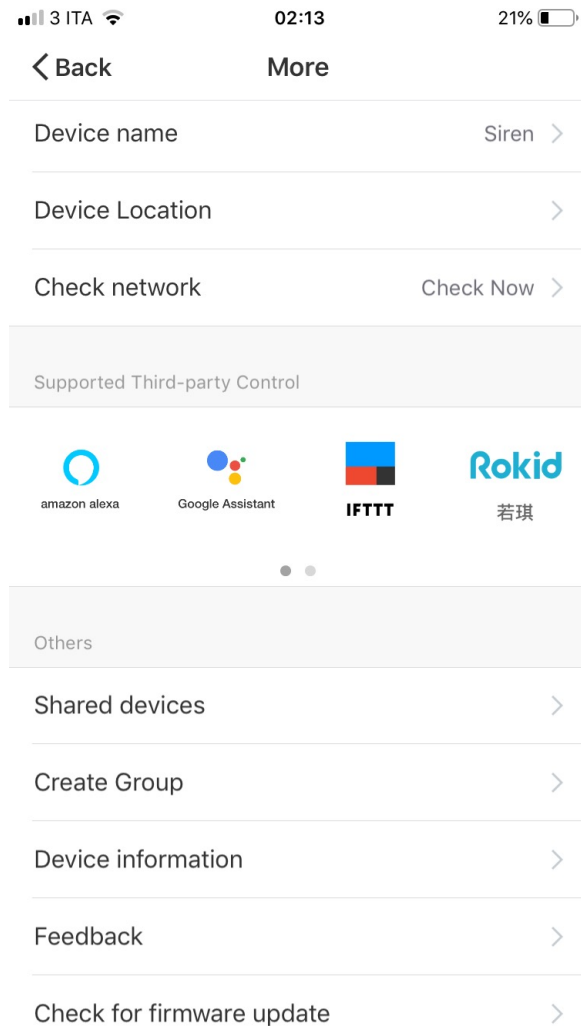 3 ITA 02:13 21%
Back More
Device name Siren
Device Location
Check network Check Now
Supported Third-party Control
Rokid
amazon alexa Google Assistant IFTTT 若琪
Others
Shared devices
Create Group
Device information
Feedback
Check for firmware update